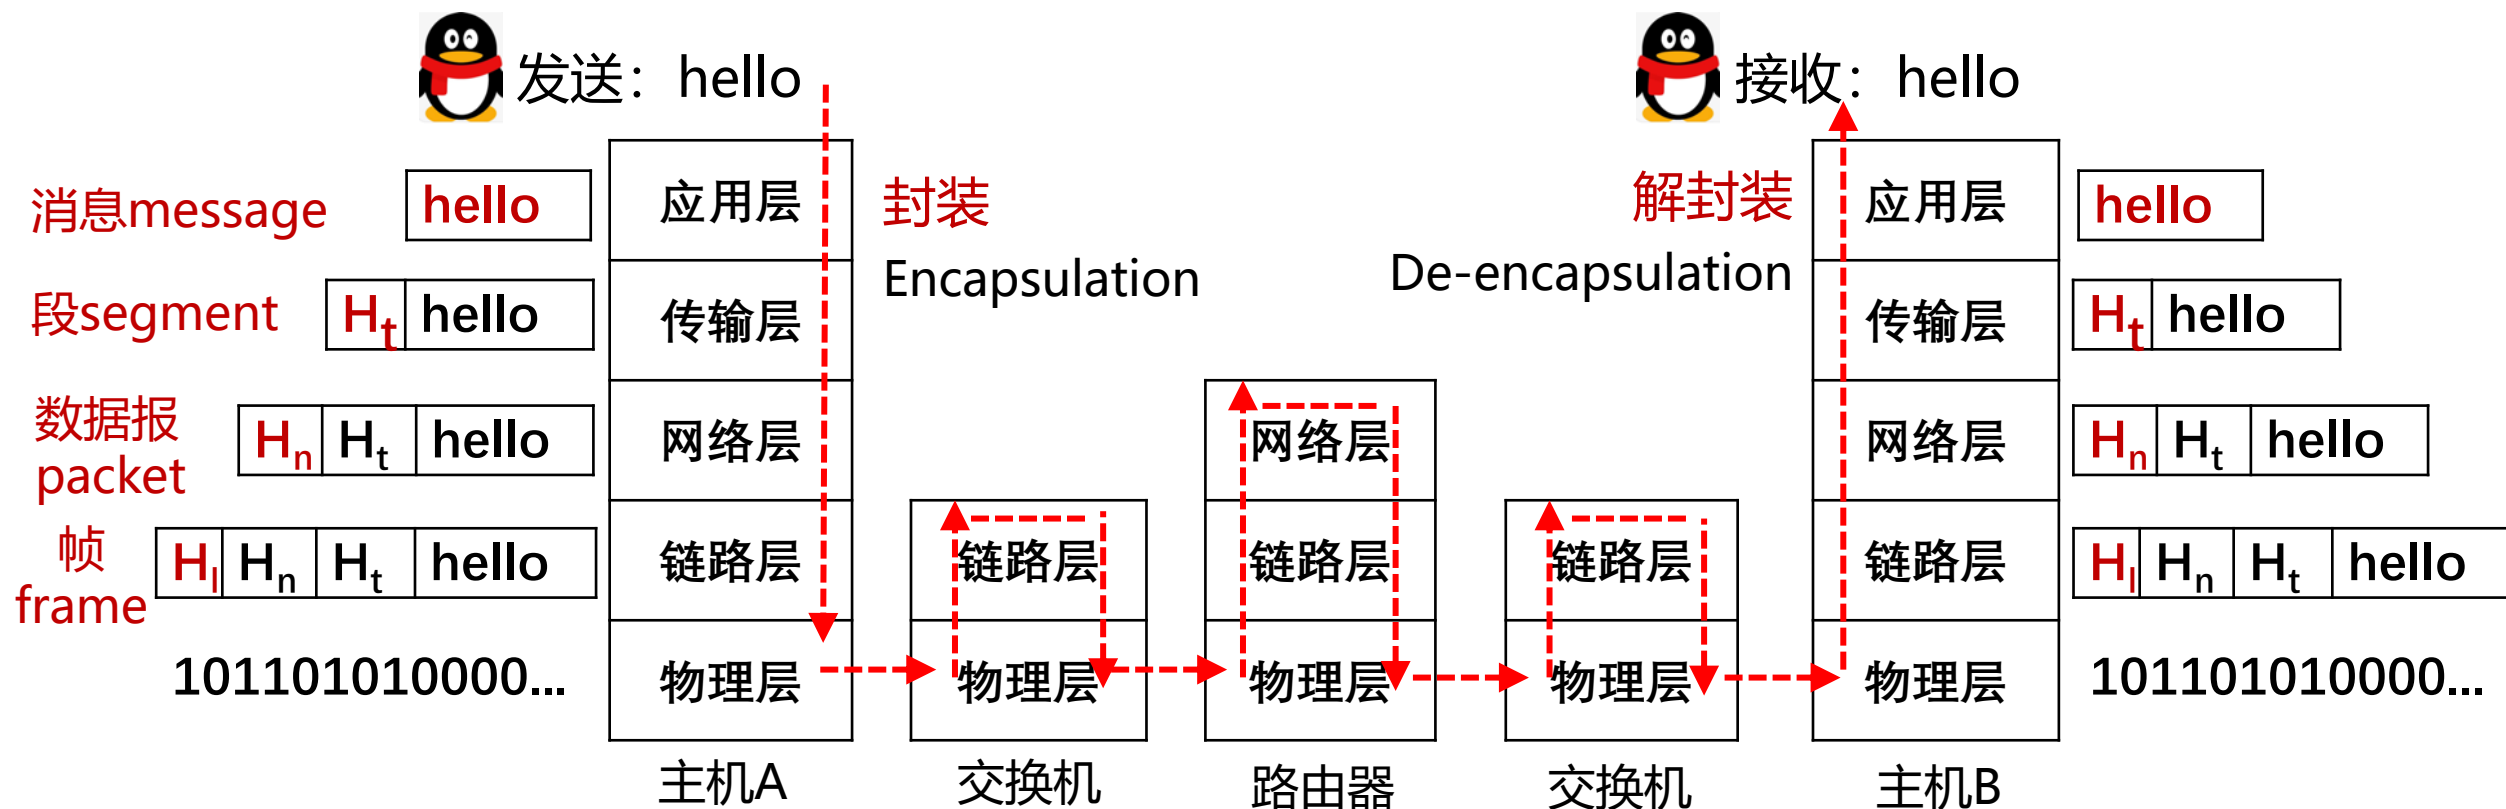 发送：hello
接收：hello
消息message
hello
应用层
封装
解封装
应用层
hello
Encapsulation
De-encapsulation
段segment
Ht hello
传输层
传输层
Ht hello
数据报
packet
Hn Ht hello
网络层
网络层
网络层
Hn Ht hello
帧
frame
Hl Hn Ht hello
链路层
链路层
链路层
链路层
链路层
Hl Hn Ht hello
101101010000...
物理层
物理层
物理层
物理层
物理层
101101010000...
主机A
交换机
路由器
交换机
主机B